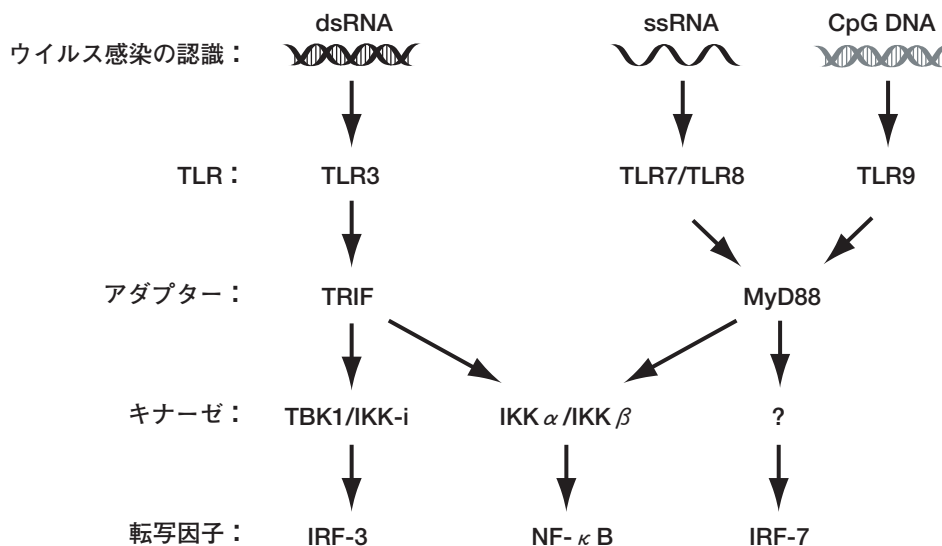 dsRNA ssRNA CpG DNA
ウイルス感染の認識：
TLR： TLR3 TLR7/TLR8 TLR9
アダプター： TRIF MyD88
キナーゼ： TBK1/IKK-i IKKα/IKKβ ?
転写因子： IRF-3 NF-κB IRF-7